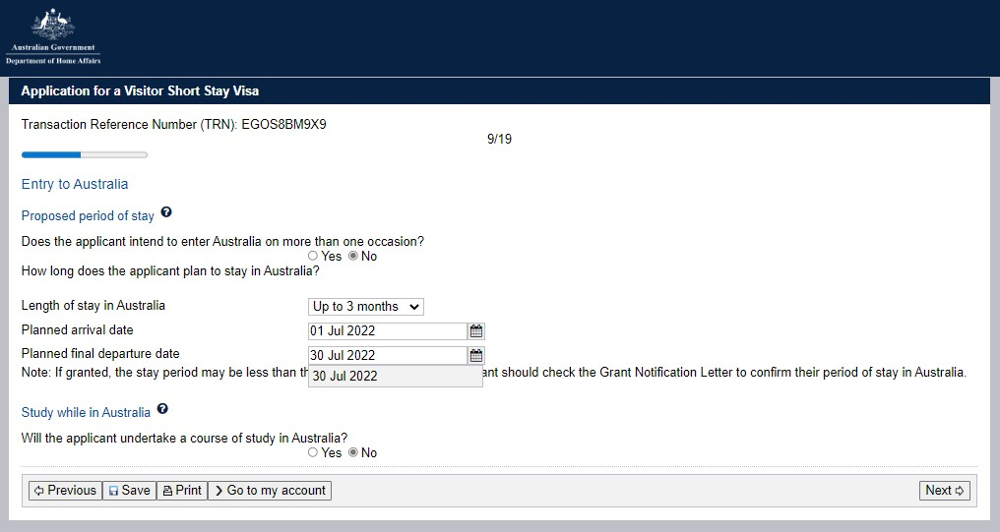 Australian Government
Department of Home Affairs
Application for a Visitor Short Stay Visa
Transaction Reference Number (TRN): EGOS8BM9X9
9/19
Entry to Australia
Proposed period of stay ?
Does the applicant intend to enter Australia on more than one occasion?
Yes No
How long does the applicant plan to stay in Australia?
Length of stay in Australia Up to 3 months
Planned arrival date 01 Jul 2022
Planned final departure date 30 Jul 2022
Note: If granted, the stay period may be less than 30 Jul 2022 should check the Grant Notification Letter to confirm their period of stay in Australia.
Study while in Australia ?
Will the applicant undertake a course of study in Australia?
Yes No
Previous Save Print Go to my account Next